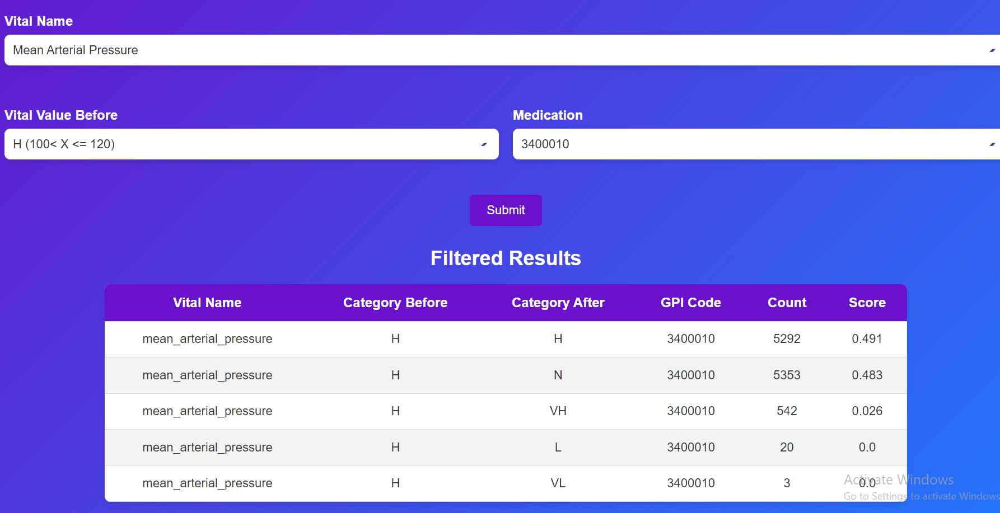 Vital Name
Mean Arterial Pressure
Vital Value Before Medication
H (100< X <= 120) 3400010
Submit
Filtered Results
Vital Name Category Before Category After GPI Code Count Score
mean_arterial_pressure H H 3400010 5292 0.491
mean_arterial_pressure H N 3400010 5353 0.483
mean_arterial_pressure H VH 3400010 542 0.026
mean_arterial_pressure H L 3400010 20 0.0
mean_arterial_pressure H VL 3400010 3 0.0
Activate Windows
Go to Settings to activate Windows